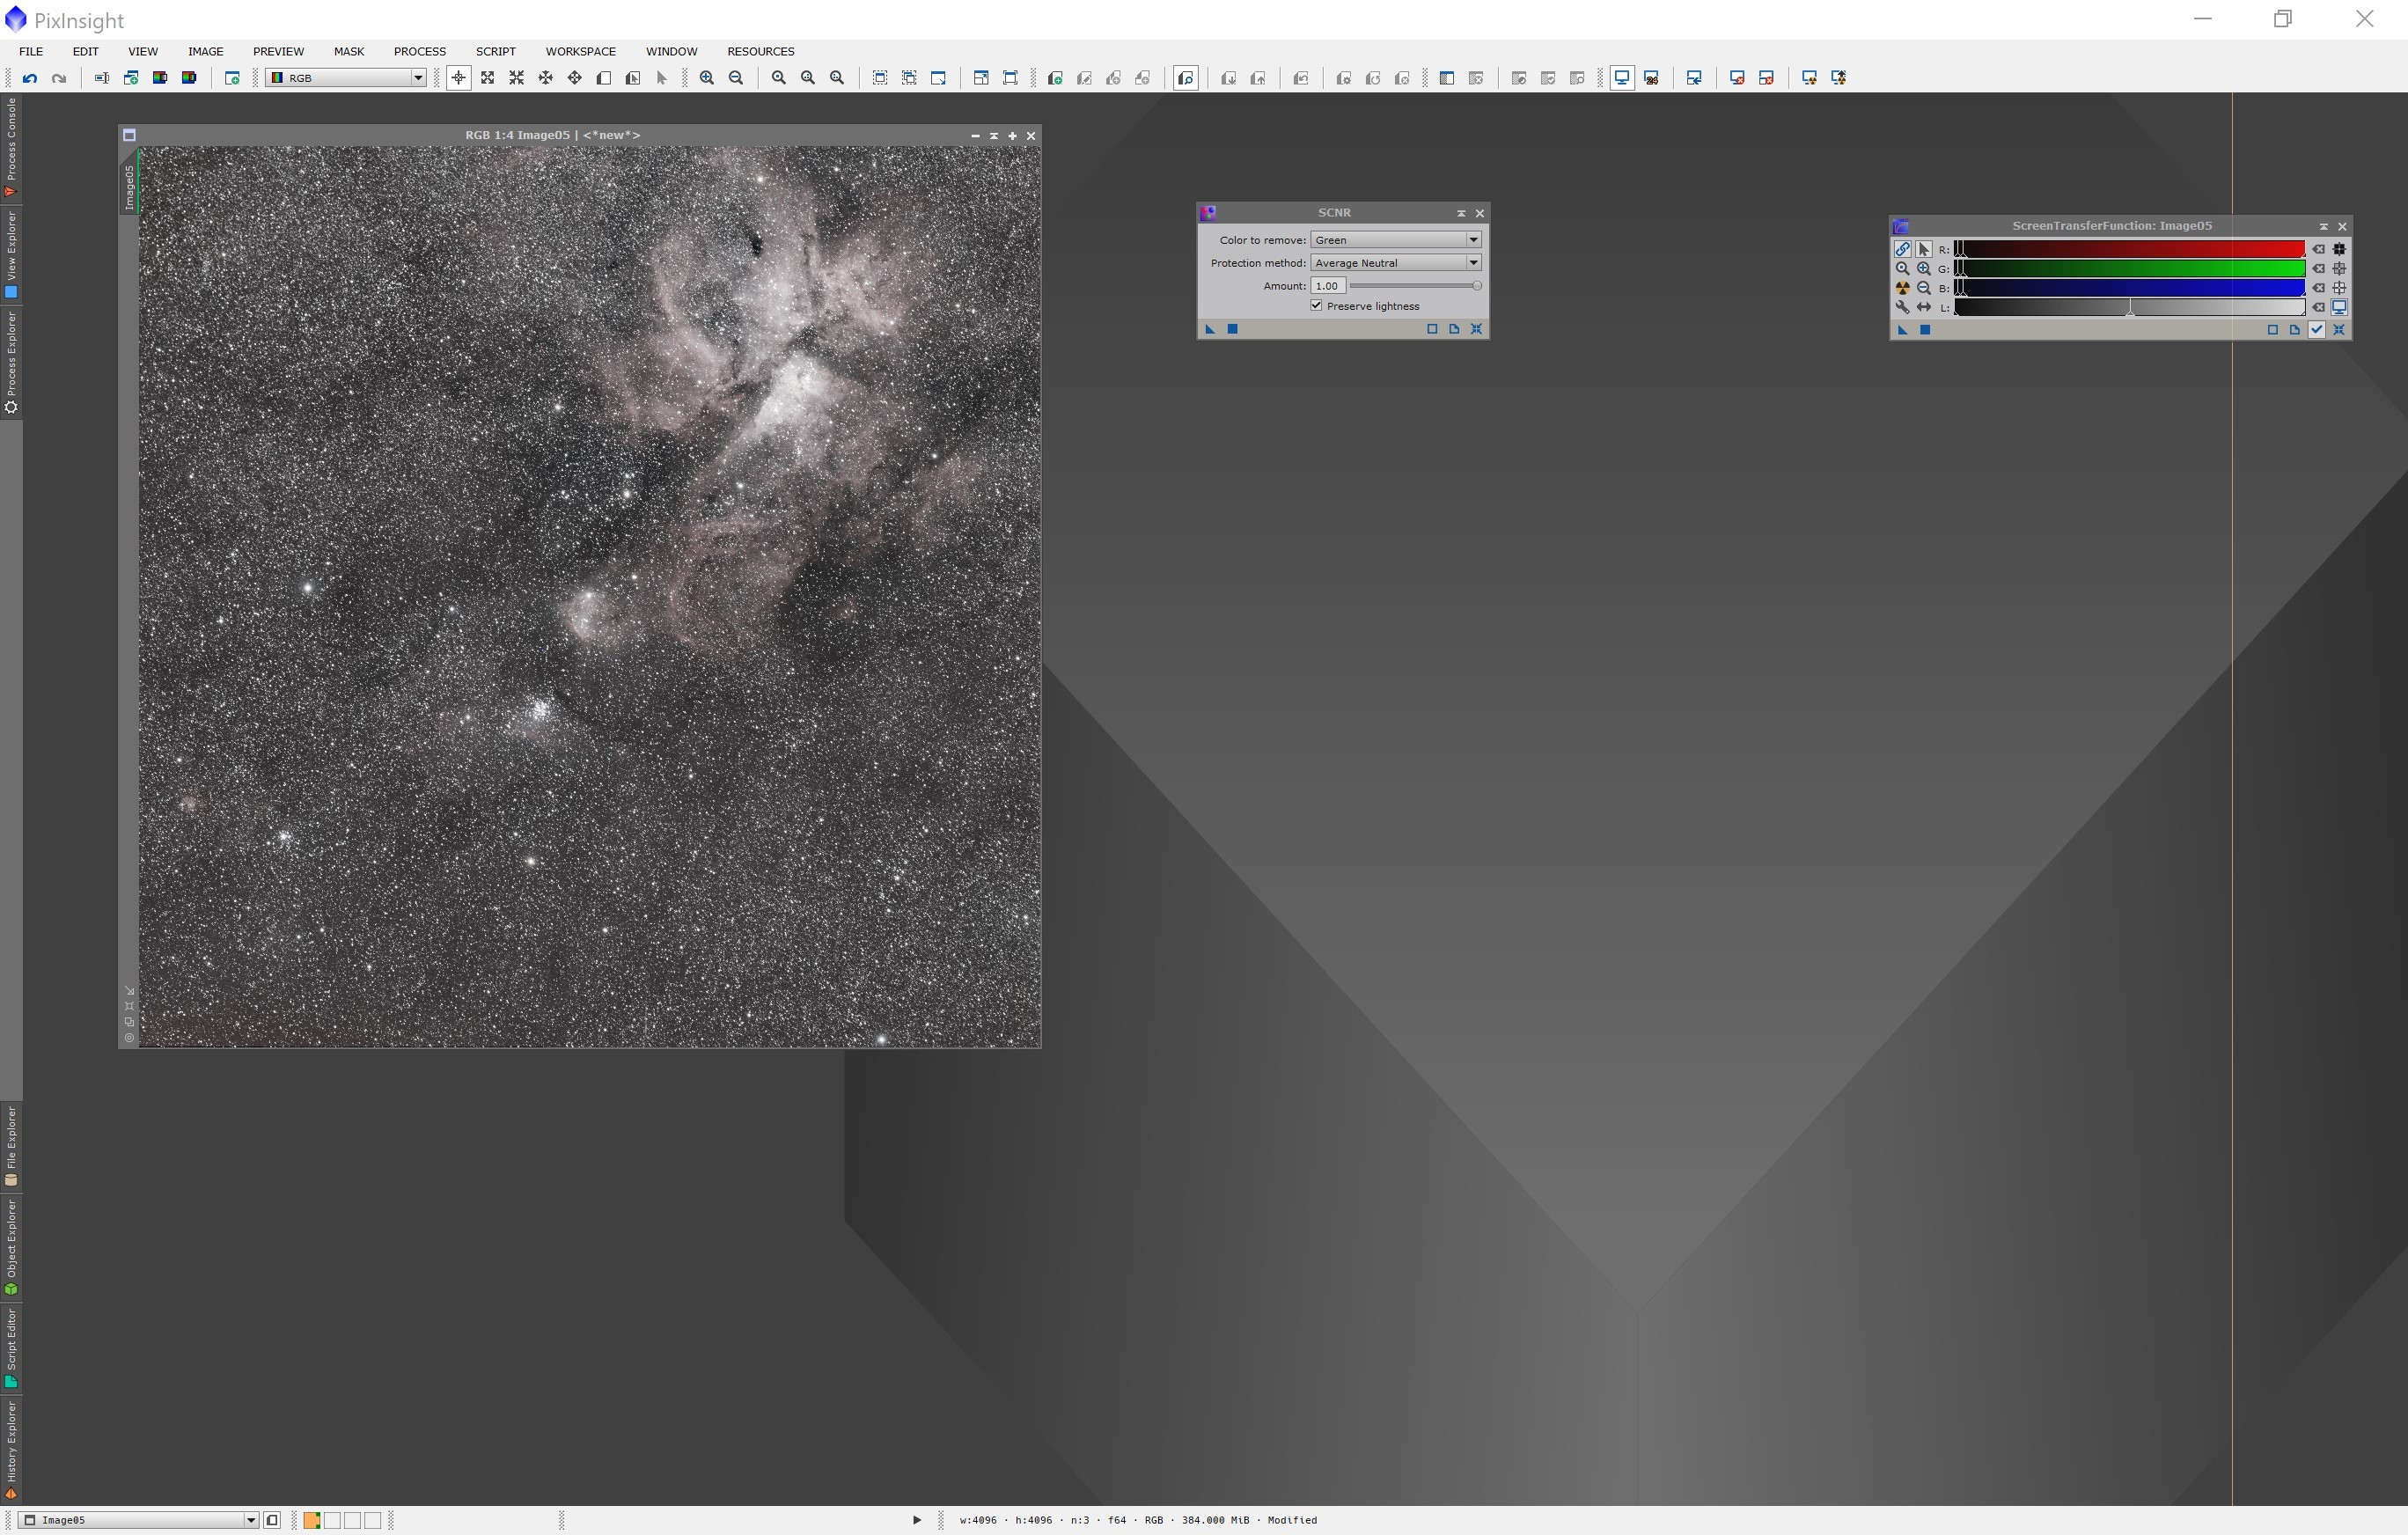 PixInsight
FILE EDIT VIEW IMAGE PREVIEW MASK PROCESS SCRIPT WORKSPACE WINDOW RESOURCES
RGB
Process Console
View Explorer
Process Explorer
File Explorer
Object Explorer
Script Editor
History Explorer
RGB 1:4 Image05 | <*new*>
Image05
SCNR
Color to remove: Green
Protection method: Average Neutral
Amount: 1.00
Preserve lightness
ScreenTransferFunction: Image05
R:
G:
B:
L:
Image05
w:4096 · h:4096 · n:3 · f64 · RGB · 384.000 MiB · Modified